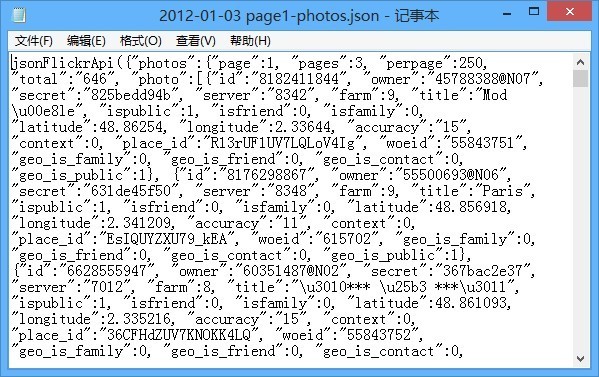 2012-01-03 page1-photos.json - 记事本
文件(F) 编辑(E) 格式(O) 查看(V) 帮助(H)
jsonFlickrApi({"photos":{"page":1, "pages":3, "perpage":250,
"total":"646", "photo":[{"id":"8182411844", "owner":"45788388@N07",
"secret":"825bedd94b", "server":"8342", "farm":9, "title":"Mod
\u00e8le", "ispublic":1, "isfriend":0, "isfamily":0,
"latitude":48.86254, "longitude":2.33644, "accuracy":"15",
"context":0, "place_id":"R13rUF1UV7LQLoV4Ig", "woeid":"55843751",
"geo_is_family":0, "geo_is_friend":0, "geo_is_contact":0,
"geo_is_public":1}, {"id":"8176298867", "owner":"55500693@N06",
"secret":"631de45f50", "server":"8348", "farm":9, "title":"Paris",
"ispublic":1, "isfriend":0, "isfamily":0, "latitude":48.856918,
"longitude":2.341209, "accuracy":"11", "context":0,
"place_id":"EsIQUYZXU79_kEA", "woeid":"615702", "geo_is_family":0,
"geo_is_friend":0, "geo_is_contact":0, "geo_is_public":1},
{"id":"6628555947", "owner":"60351487@N02", "secret":"367bac2e37",
"server":"7012", "farm":8, "title":"\u3010*** \u25b3 ***\u3011",
"ispublic":1, "isfriend":0, "isfamily":0, "latitude":48.861093,
"longitude":2.335216, "accuracy":"15", "context":0,
"place_id":"36CFHdZUV7KNOKK4LQ", "woeid":"55843752",
"geo_is_family":0, "geo_is_friend":0, "geo_is_contact":0,